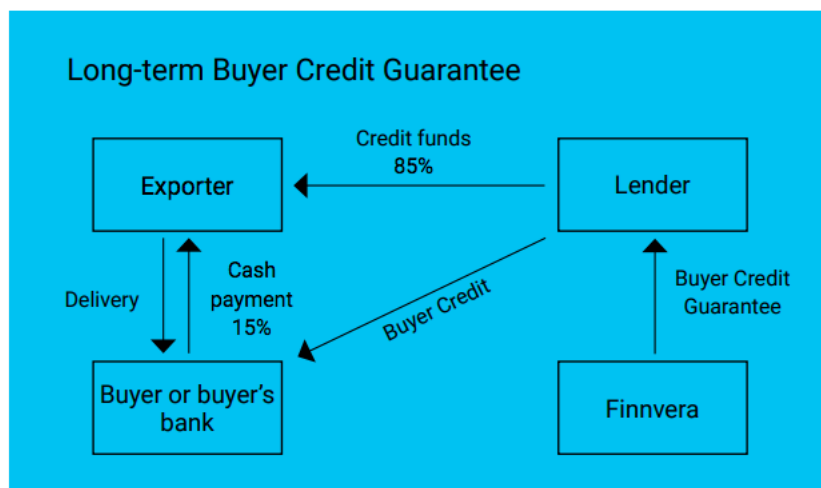 Long-term Buyer Credit Guarantee
Credit funds
85%
Exporter
Lender
Delivery
Cash
payment
15%
Buyer Credit
Buyer Credit
Guarantee
Buyer or buyer's
bank
Finnvera